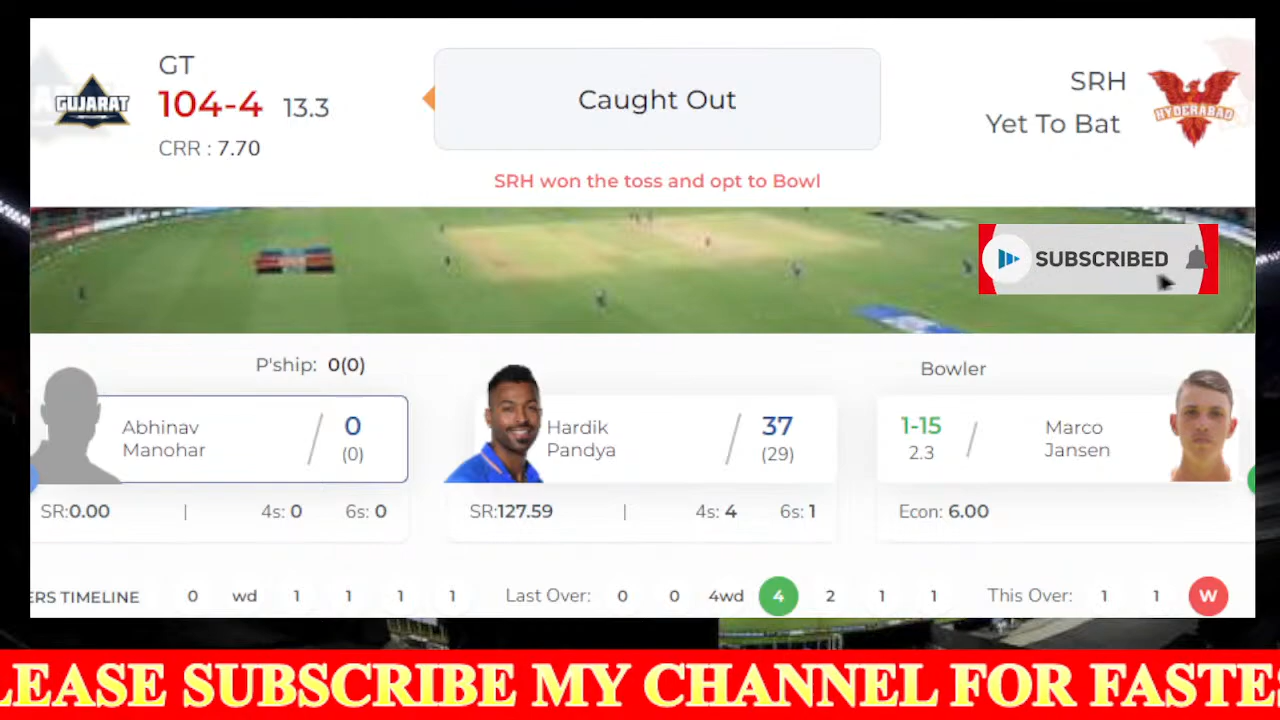 GT
104-4 13.3
CRR : 7.70
GUJARAT
Caught Out
SRH won the toss and opt to Bowl
SRH
Yet To Bat
HYDERABAD
SUBSCRIBED
P'ship: 0(0)
Abhinav
Manohar
0
(0)
SR:0.00 | 4s: 0 6s: 0
Hardik
Pandya
37
(29)
SR:127.59 | 4s: 4 6s: 1
Bowler
1-15
2.3
Marco
Jansen
Econ: 6.00
ERS TIMELINE 0 wd 1 1 1 1 Last Over: 0 0 4wd 4 2 1 1 This Over: 1 1 W
LEASE SUBSCRIBE MY CHANNEL FOR FASTES